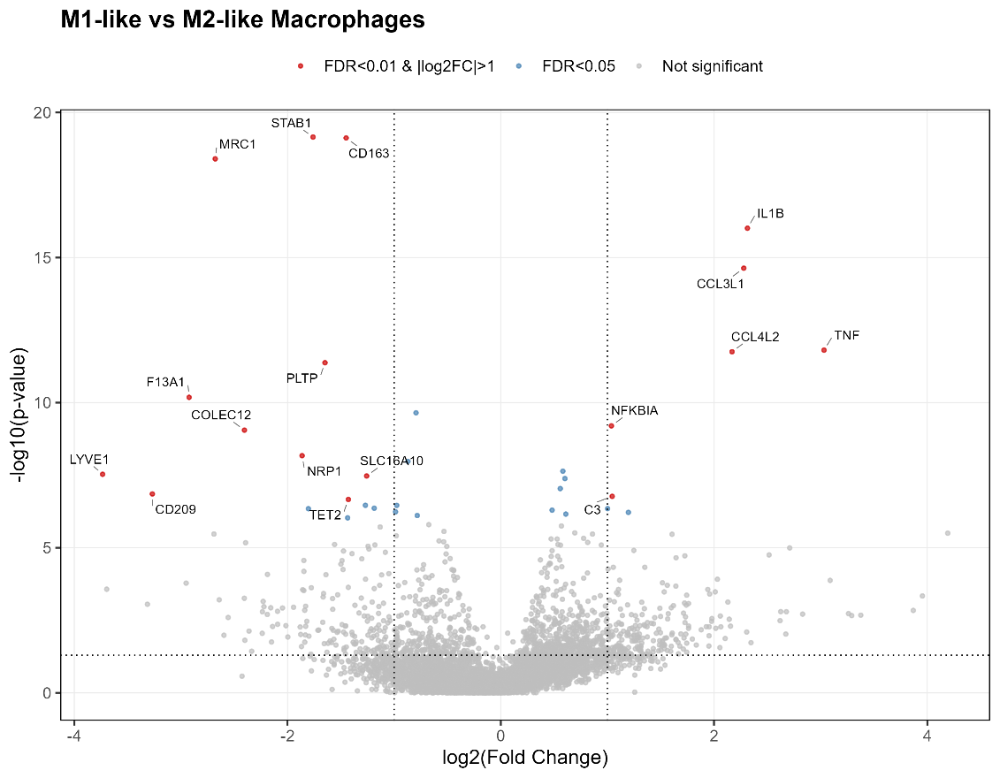 M1-like vs M2-like Macrophages
FDR<0.01 & |log2FC|>1 FDR<0.05 Not significant
20
STAB1
MRC1
CD163
IL1B
15
CCL3L1
CCL4L2
TNF
PLTP
F13A1
10
COLEC12
NFKBIA
LYVE1
SLC16A10
NRP1
CD209
TET2
C3
5
0
-log10(p-value)
-4 -2 0 2 4
log2(Fold Change)